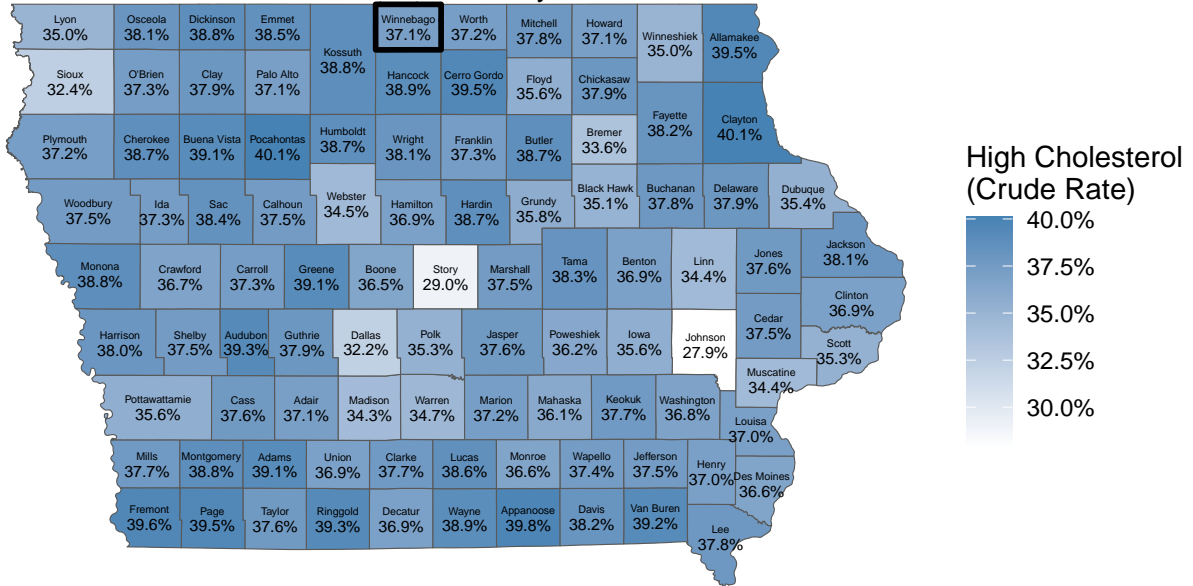 Lyon
35.0%
Osceola
38.1%
Dickinson
38.8%
Emmet
38.5%
Kossuth
38.8%
Winnebago
37.1%
Worth
37.2%
Mitchell
37.8%
Howard
37.1%
Winneshiek
35.0%
Allamakee
39.5%
Sioux
32.4%
O'Brien
37.3%
Clay
37.9%
Palo Alto
37.1%
Hancock
38.9%
Cerro Gordo
39.5%
Floyd
35.6%
Chickasaw
37.9%
Fayette
38.2%
Clayton
40.1%
Plymouth
37.2%
Cherokee
38.7%
Buena Vista
39.1%
Pocahontas
40.1%
Humboldt
38.7%
Wright
38.1%
Franklin
37.3%
Butler
38.7%
Bremer
33.6%
Woodbury
37.5%
Ida
37.3%
Sac
38.4%
Calhoun
37.5%
Webster
34.5%
Hamilton
36.9%
Hardin
38.7%
Grundy
35.8%
Black Hawk
35.1%
Buchanan
37.8%
Delaware
37.9%
Dubuque
35.4%
Monona
38.8%
Crawford
36.7%
Carroll
37.3%
Greene
39.1%
Boone
36.5%
Story
29.0%
Marshall
37.5%
Tama
38.3%
Benton
36.9%
Linn
34.4%
Jones
37.6%
Jackson
38.1%
Clinton
36.9%
Harrison
38.0%
Shelby
37.5%
Audubon
39.3%
Guthrie
37.9%
Dallas
32.2%
Polk
35.3%
Jasper
37.6%
Poweshiek
36.2%
Iowa
35.6%
Johnson
27.9%
Cedar
37.5%
Scott
35.3%
Muscatine
34.4%
Pottawattamie
35.6%
Cass
37.6%
Adair
37.1%
Madison
34.3%
Warren
34.7%
Marion
37.2%
Mahaska
36.1%
Keokuk
37.7%
Washington
36.8%
Louisa
37.0%
Mills
37.7%
Montgomery
38.8%
Adams
39.1%
Union
36.9%
Clarke
37.7%
Lucas
38.6%
Monroe
36.6%
Wapello
37.4%
Jefferson
37.5%
Henry
37.0%
Des Moines
36.6%
Fremont
39.6%
Page
39.5%
Taylor
37.6%
Ringgold
39.3%
Decatur
36.9%
Wayne
38.9%
Appanoose
39.8%
Davis
38.2%
Van Buren
39.2%
Lee
37.8%
High Cholesterol
(Crude Rate)
40.0%
37.5%
35.0%
32.5%
30.0%